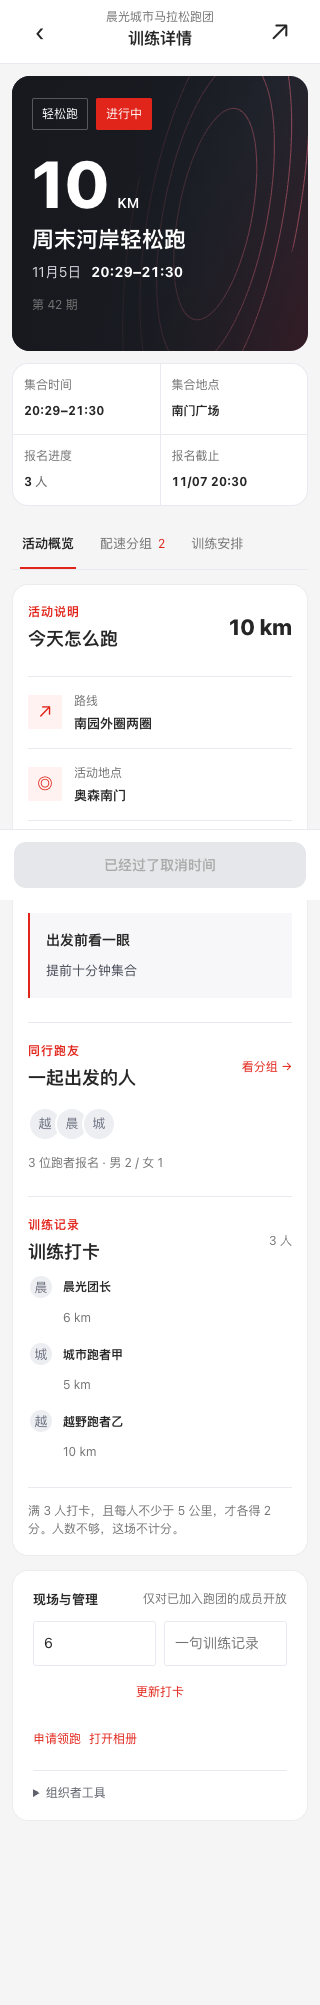 晨光城市马拉松跑团
训练详情
轻松跑 进行中
10 KM
周末河岸轻松跑
11月5日 20:29–21:30
第 42 期
集合时间
20:29–21:30
集合地点
南门广场
报名进度
3 人
报名截止
11/07 20:30
活动概览 配速分组 2 训练安排
活动说明
今天怎么跑
10 km
路线
南园外圈两圈
活动地点
奥森南门
已经过了取消时间
出发前看一眼
提前十分钟集合
同行跑友
一起出发的人
看分组 →
越 晨 城
3 位跑者报名 · 男 2 / 女 1
训练记录
训练打卡
3 人
晨 晨光团长
6 km
城 城市跑者甲
5 km
越 越野跑者乙
10 km
满 3 人打卡，且每人不少于 5 公里，才各得 2
分。人数不够，这场不计分。
现场与管理 仅对已加入跑团的成员开放
6 一句训练记录
更新打卡
申请领跑 打开相册
▶ 组织者工具